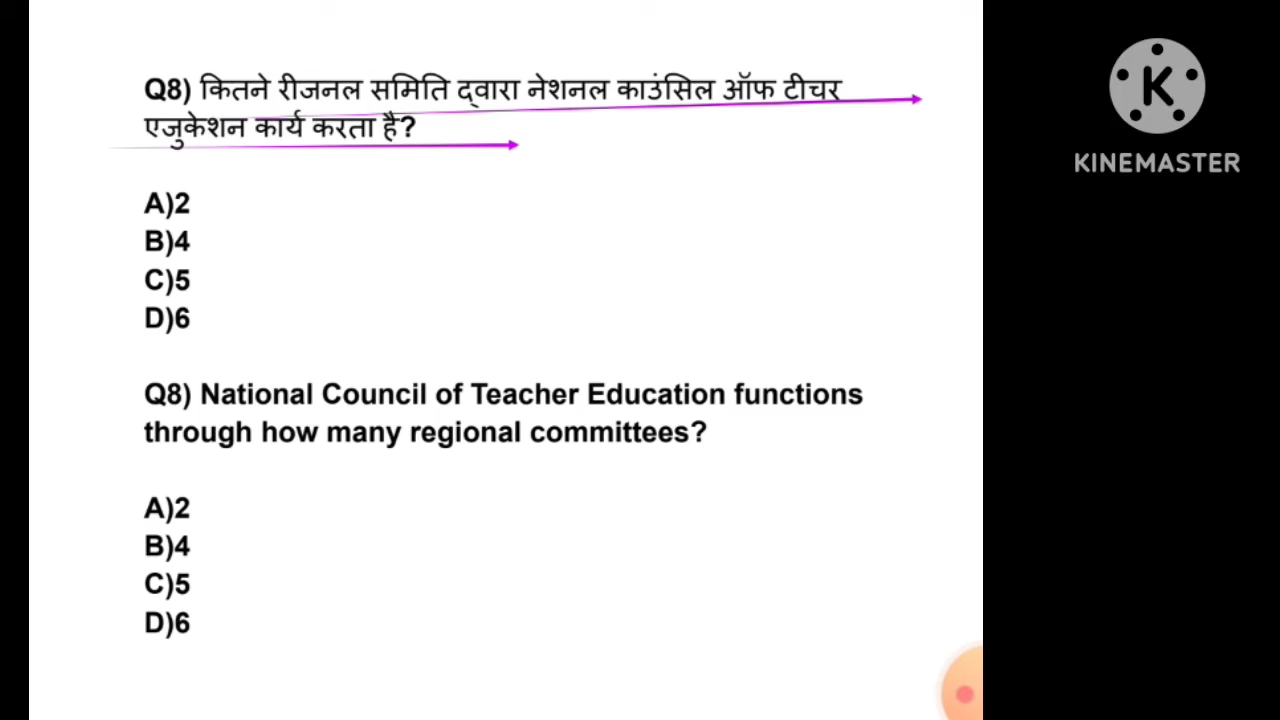 Q8) कितने रीजनल समिति द्वारा नेशनल काउंसिल ऑफ टीचर
एजुकेशन कार्य करता है?
A)2
B)4
C)5
D)6
Q8) National Council of Teacher Education functions
through how many regional committees?
A)2
B)4
C)5
D)6
K
KINEMASTER